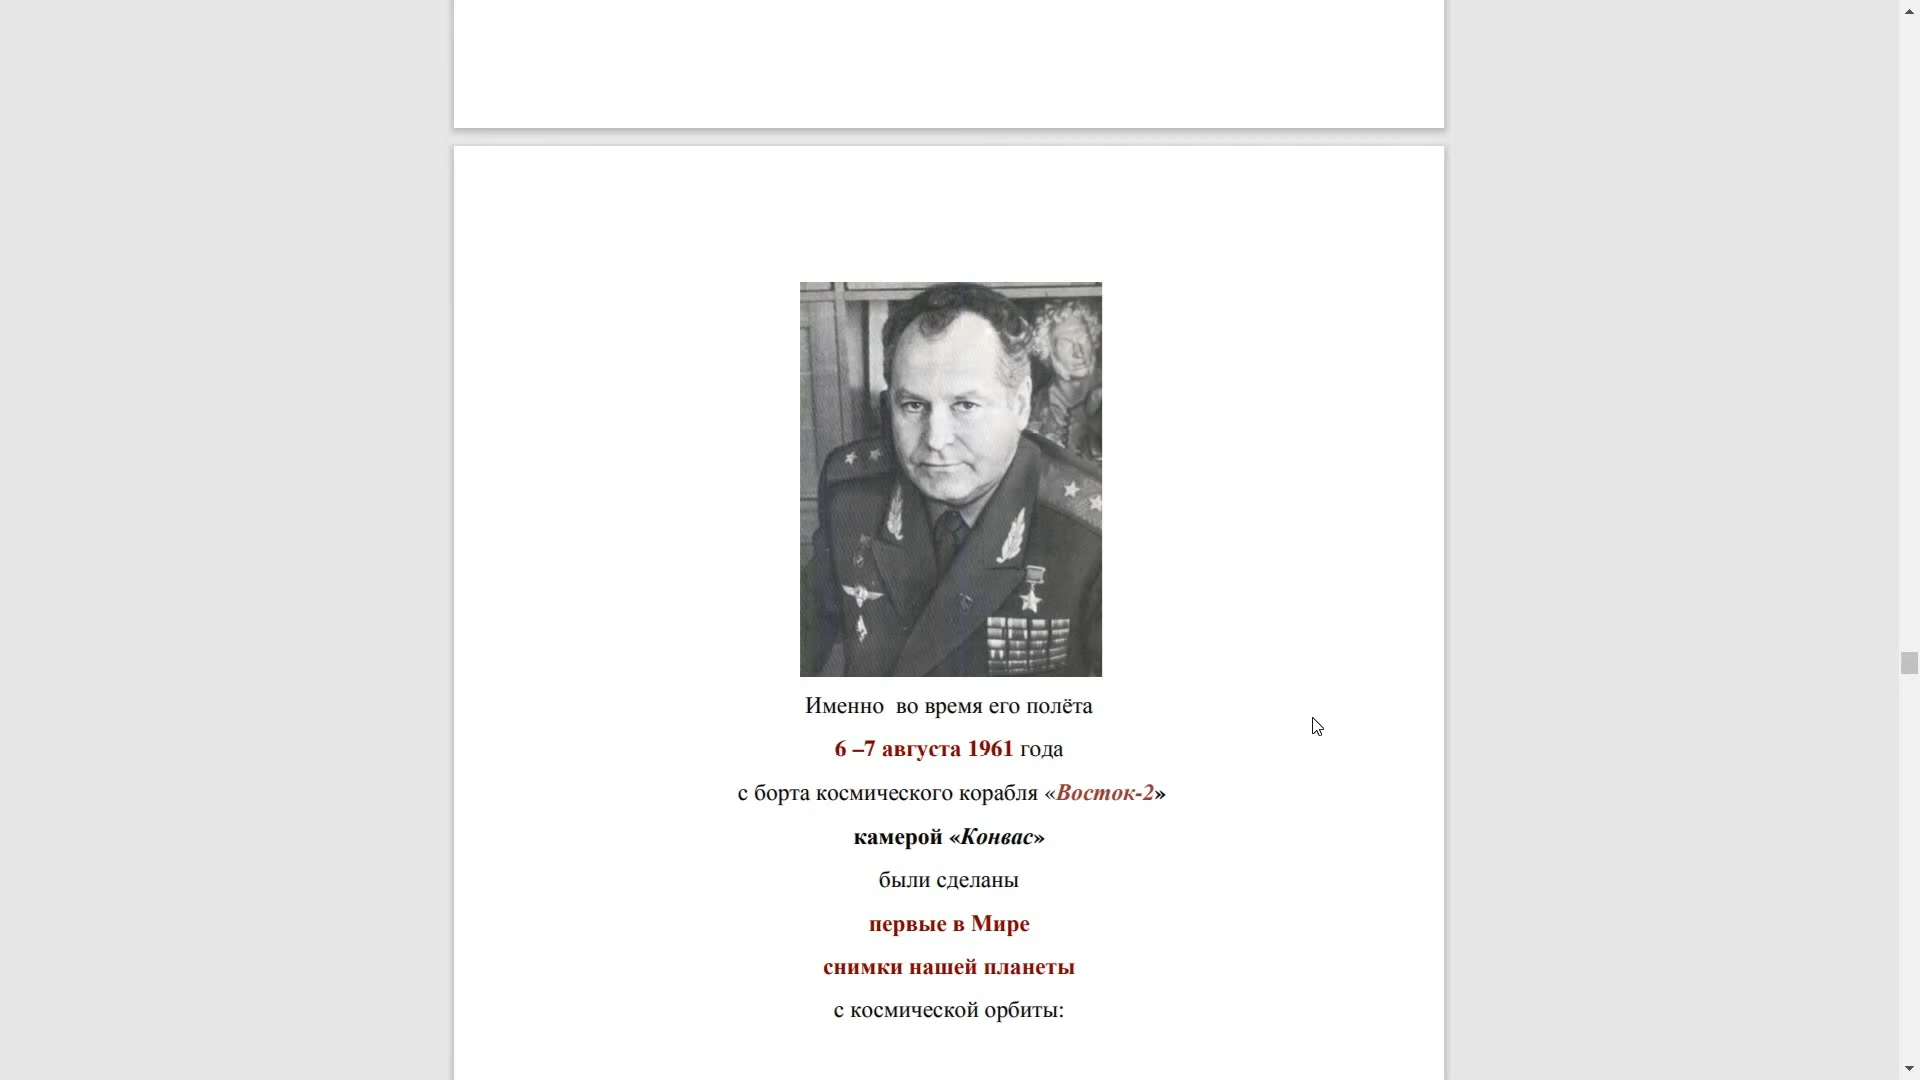 Именно во время его полёта
6 –7 августа 1961 года
с борта космического корабля «Восток-2»
камерой «Конвас»
были сделаны
первые в Мире
снимки нашей планеты
с космической орбиты: